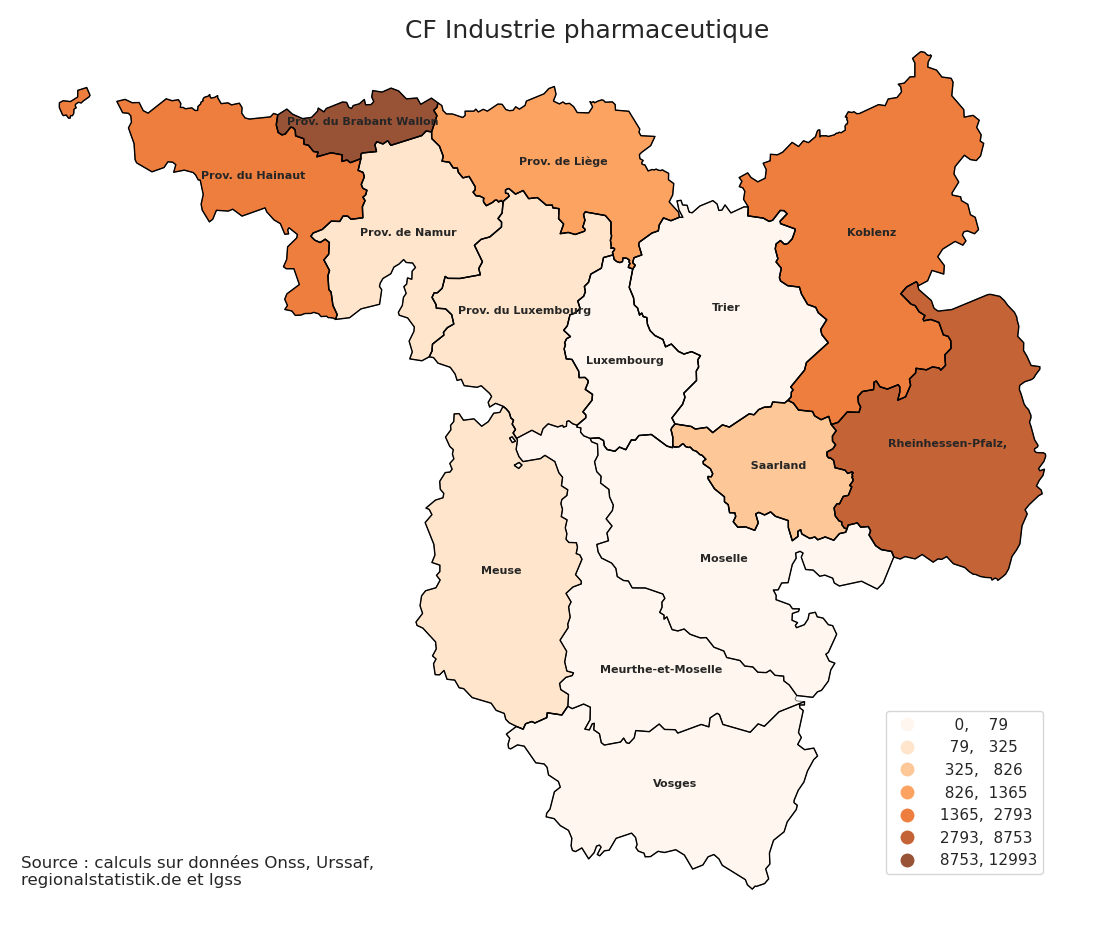 CF Industrie pharmaceutique
Prov. du Brabant Wallon
Prov. de Liège
Prov. du Hainaut
Prov. de Namur
Koblenz
Trier
Prov. du Luxembourg
Luxembourg
Rheinhessen-Pfalz,
Saarland
Moselle
Meuse
Meurthe-et-Moselle
Vosges
0, 79
79, 325
325, 826
826, 1365
1365, 2793
2793, 8753
8753, 12993
Source : calculs sur données Onss, Urssaf,
regionalstatistik.de et Igss